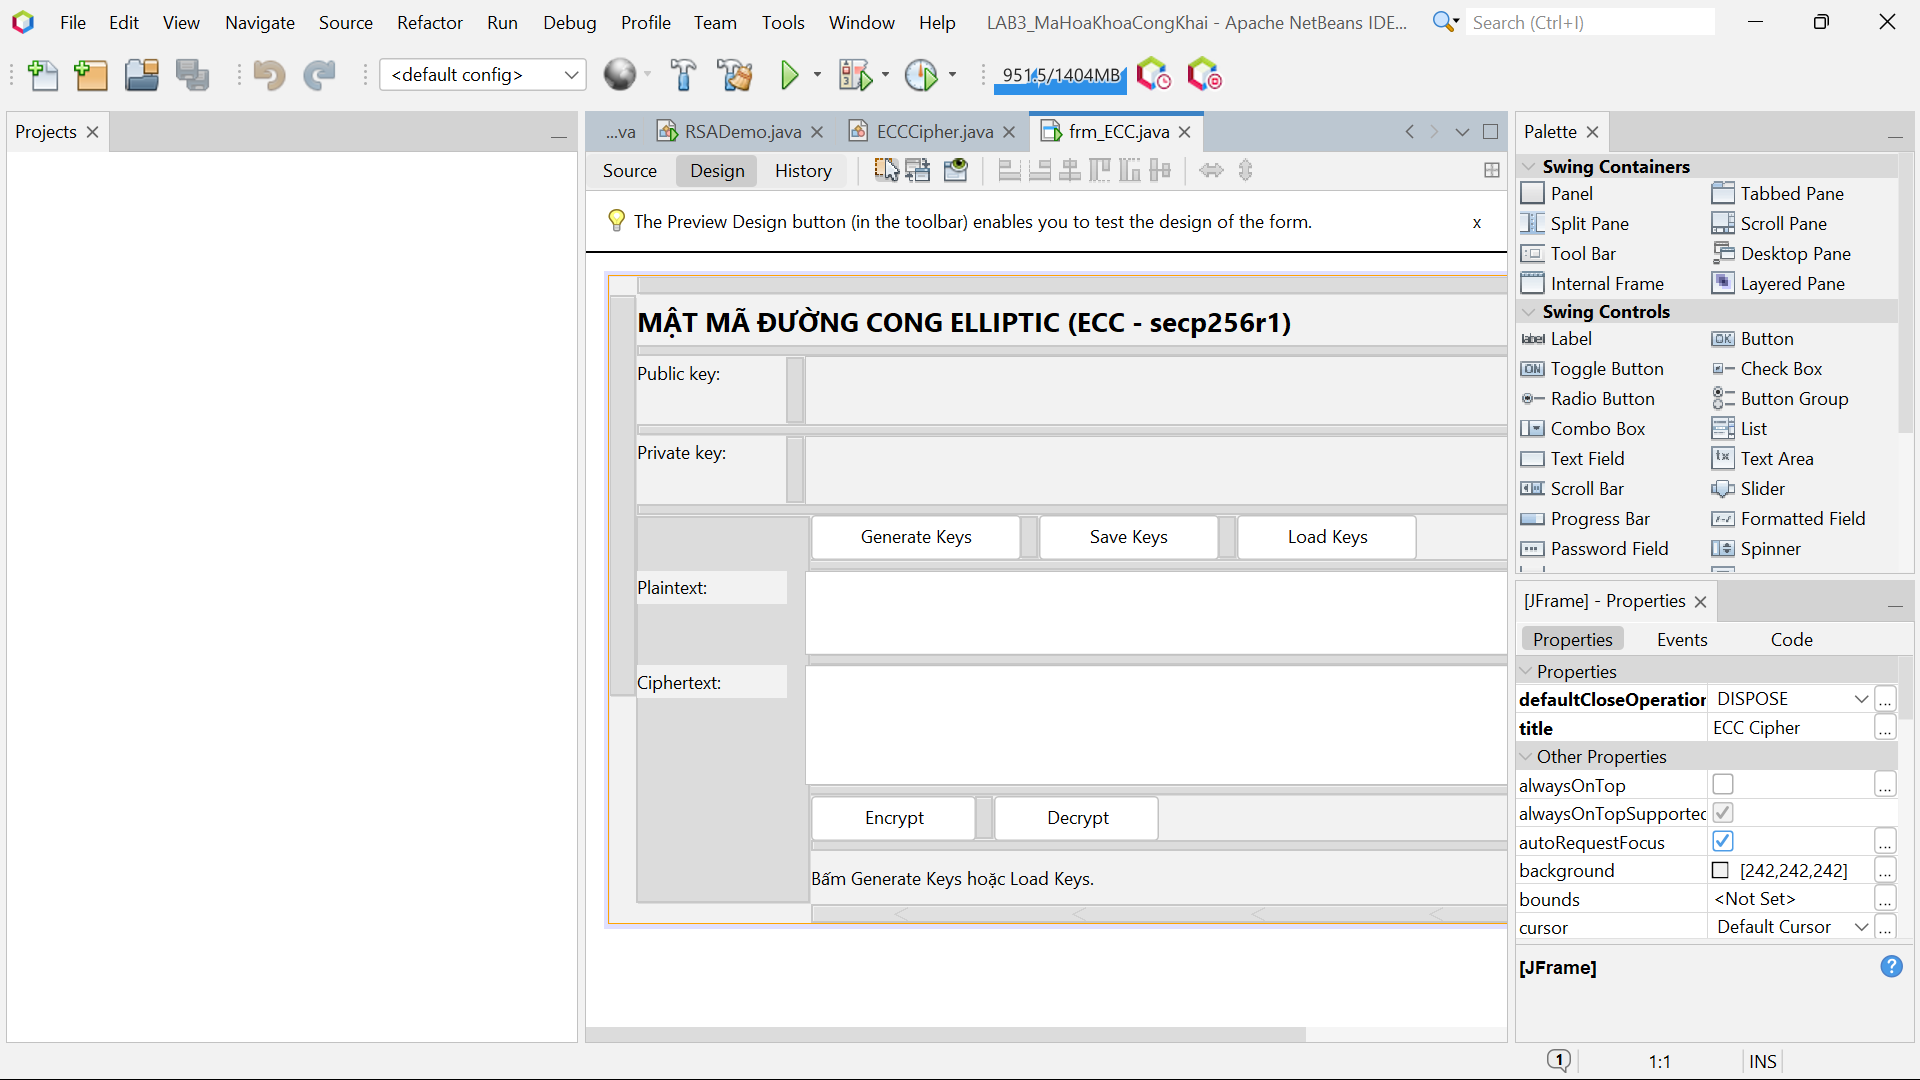 File Edit View Navigate Source Refactor Run Debug Profile Team Tools Window Help LAB3_MaHoaKhoaCongKhai - Apache NetBeans IDE... Search (Ctrl+I)
<default config> 951.5/1404MB
Projects
...va RSADemo.java ECCCipher.java frm_ECC.java
Source Design History
The Preview Design button (in the toolbar) enables you to test the design of the form. x
MẬT MÃ ĐƯỜNG CONG ELLIPTIC (ECC - secp256r1)
Public key:
Private key:
Generate Keys Save Keys Load Keys
Plaintext:
Ciphertext:
Encrypt Decrypt
Bấm Generate Keys hoặc Load Keys.
Palette
Swing Containers
Panel Tabbed Pane
Split Pane Scroll Pane
Tool Bar Desktop Pane
Internal Frame Layered Pane
Swing Controls
label Label OK Button
ON Toggle Button Check Box
Radio Button Button Group
Combo Box List
Text Field tx Text Area
Scroll Bar Slider
Progress Bar Formatted Field
Password Field Spinner
[JFrame] - Properties
Properties Events Code
Properties
defaultCloseOperation DISPOSE ...
title ECC Cipher ...
Other Properties
alwaysOnTop ...
alwaysOnTopSupported
autoRequestFocus ...
background [242,242,242] ...
bounds <Not Set> ...
cursor Default Cursor ...
[JFrame] ?
1 1:1 INS